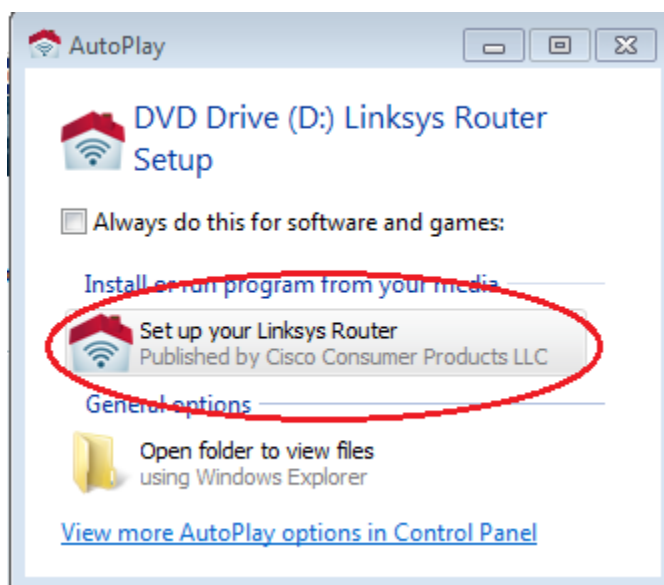 AutoPlay
DVD Drive (D:) Linksys Router
Setup
Always do this for software and games:
Install or run program from your media
Set up your Linksys Router
Published by Cisco Consumer Products LLC
General options
Open folder to view files
using Windows Explorer
View more AutoPlay options in Control Panel